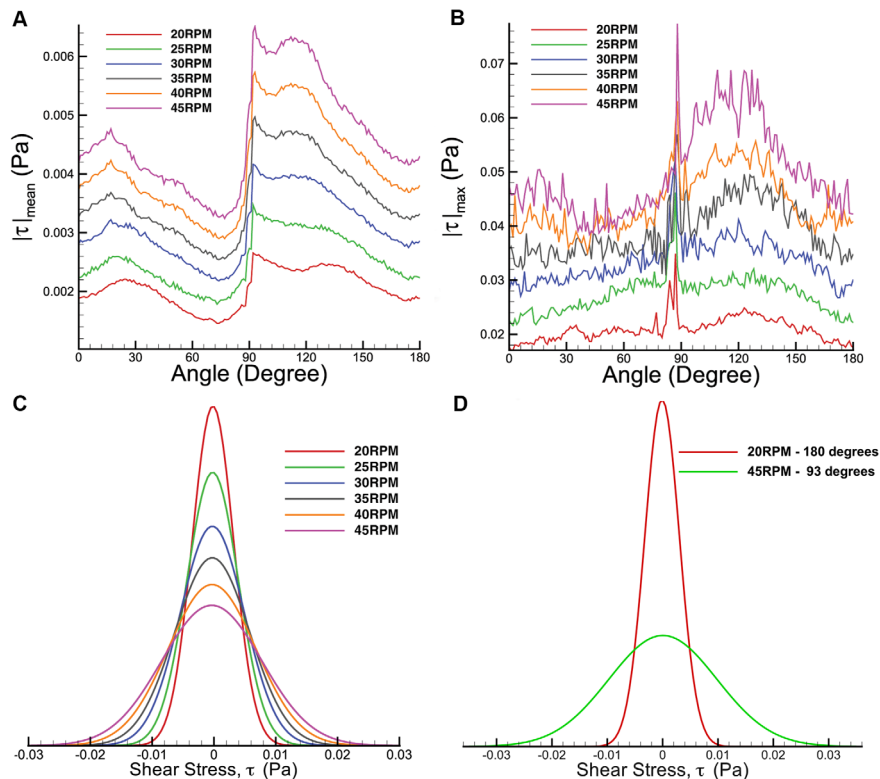 A
20RPM
25RPM
30RPM
35RPM
40RPM
45RPM
0.006
0.005
0.004
0.003
0.002
|τ|mean (Pa)
0 30 60 90 120 150 180
Angle (Degree)
B
20RPM
25RPM
30RPM
35RPM
40RPM
45RPM
0.07
0.06
0.05
0.04
0.03
0.02
|τ|max (Pa)
0 30 60 90 120 150 180
Angle (Degree)
C
20RPM
25RPM
30RPM
35RPM
40RPM
45RPM
-0.03 -0.02 -0.01 0 0.01 0.02 0.03
Shear Stress, τ (Pa)
D
20RPM - 180 degrees
45RPM - 93 degrees
-0.03 -0.02 -0.01 0 0.01 0.02 0.03
Shear Stress, τ (Pa)